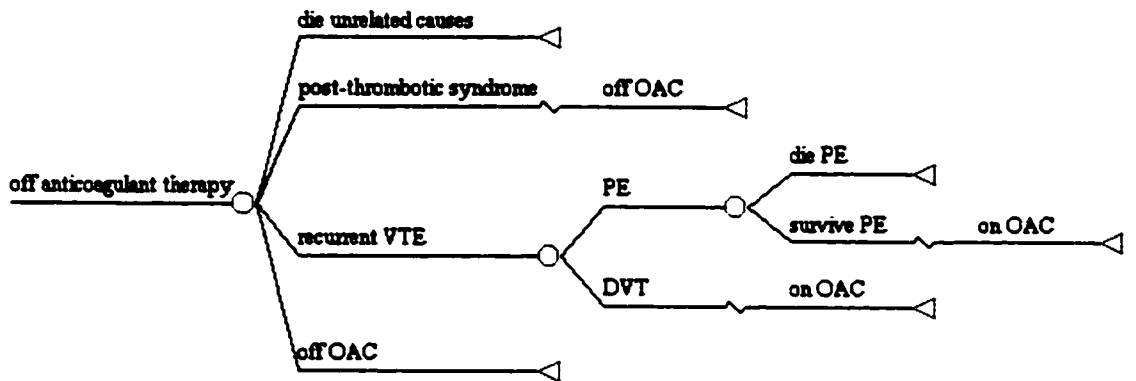 die unrelated causes
post-thrombotic syndrome
off OAC
off anticoagulant therapy
recurrent VTE
PE
die PE
survive PE
on OAC
DVT
on OAC
off OAC